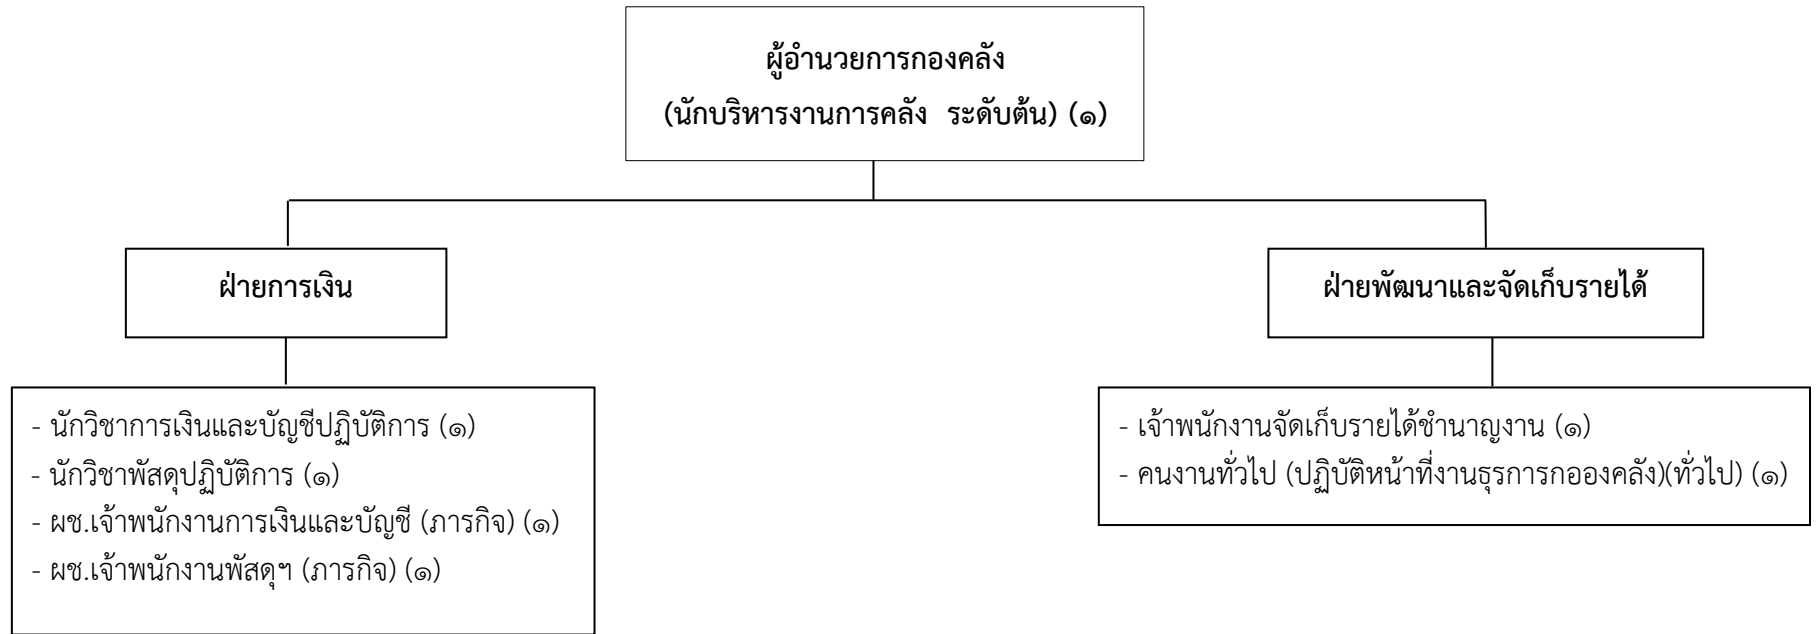 ผู้อำนวยการกองคลัง
(นักบริหารงานการคลัง ระดับต้น) (๑)
ฝ่ายการเงิน
- นักวิชาการเงินและบัญชีปฏิบัติการ (๑)
- นักวิชาพัสดุปฏิบัติการ (๑)
- ผช.เจ้าพนักงานการเงินและบัญชี (ภารกิจ) (๑)
- ผช.เจ้าพนักงานพัสดุฯ (ภารกิจ) (๑)
ฝ่ายพัฒนาและจัดเก็บรายได้
- เจ้าพนักงานจัดเก็บรายได้ชำนาญงาน (๑)
- คนงานทั่วไป (ปฏิบัติหน้าที่งานธุรการกอองคลัง)(ทั่วไป) (๑)